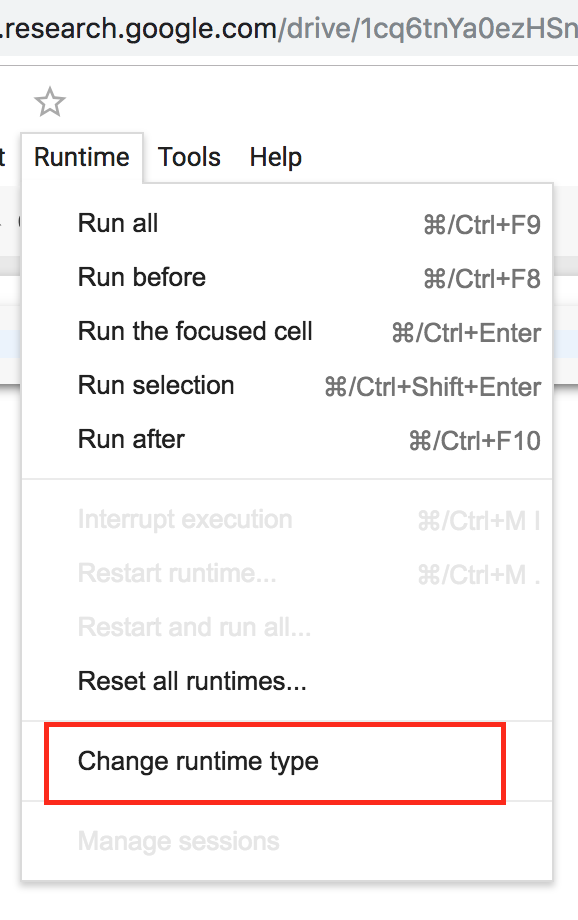 .research.google.com/drive/1cq6tnYa0ezHSn
Runtime Tools Help
Run all ⌘/Ctrl+F9
Run before ⌘/Ctrl+F8
Run the focused cell ⌘/Ctrl+Enter
Run selection ⌘/Ctrl+Shift+Enter
Run after ⌘/Ctrl+F10
Interrupt execution ⌘/Ctrl+M I
Restart runtime... ⌘/Ctrl+M .
Restart and run all...
Reset all runtimes...
Change runtime type
Manage sessions